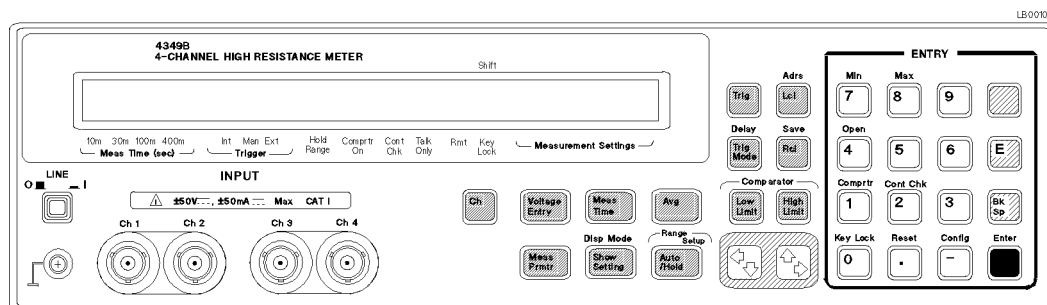 LB0010
4349B
4-CHANNEL HIGH RESISTANCE METER
Shift
10m 30m 100m 400m
Meas Time (sec)
Int Man Ext
Trigger
Hold Range
Comprtr On
Cont Chk
Talk Only
Rmt
Key Lock
Measurement Settings
LINE
O I
INPUT
±50V, ±50mA Max CAT I
Ch 1 Ch 2 Ch 3 Ch 4
Ch
Voltage Entry
Meas Time
Avg
Meas Prmtr
Disp Mode
Show Setting
Range Setup
Auto /Hold
Trig
Adrs
Lcl
Delay
Trig Mode
Save
Rcl
Comparator
Low Limit
High Limit
ENTRY
Min Max
7 8 9
Open
4 5 6 E
Comprtr Cont Chk
1 2 3 Bk Sp
Key Lock Reset Config Enter
0 . −